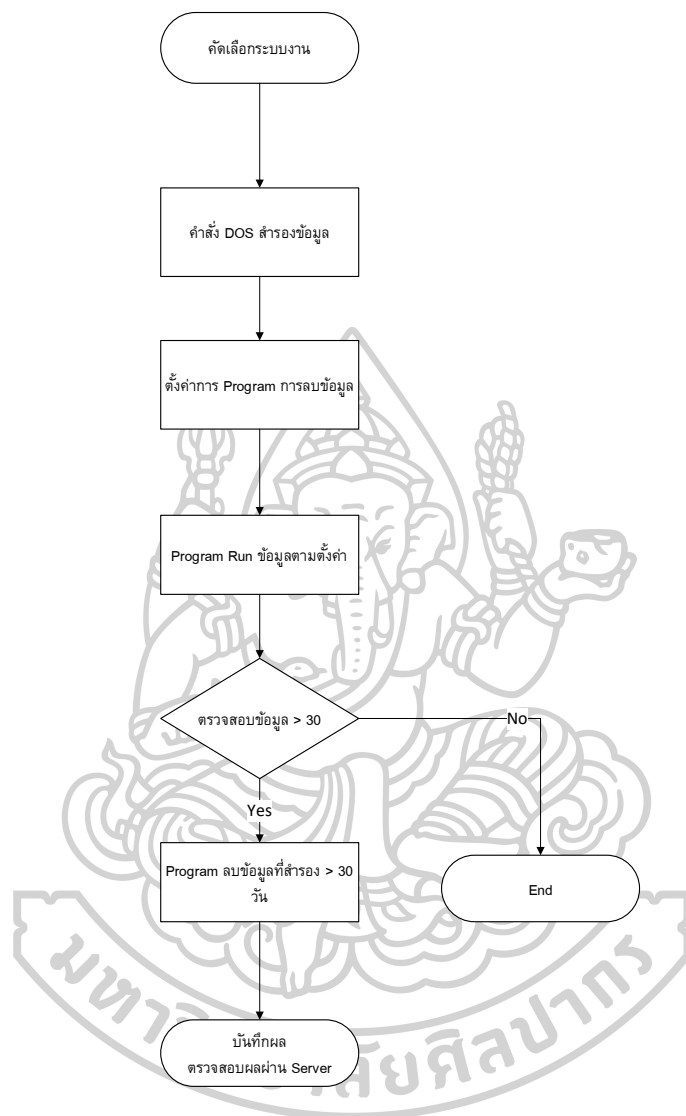 คัดเลือกระบบงาน
คำสั่ง DOS สำรองข้อมูล
ตั้งค่าการ Program การลบข้อมูล
Program Run ข้อมูลตามตั้งค่า
ตรวจสอบข้อมูล > 30
No
Yes
Program ลบข้อมูลที่สำรอง > 30
วัน
End
บันทึกผล
ตรวจสอบผลผ่าน Server